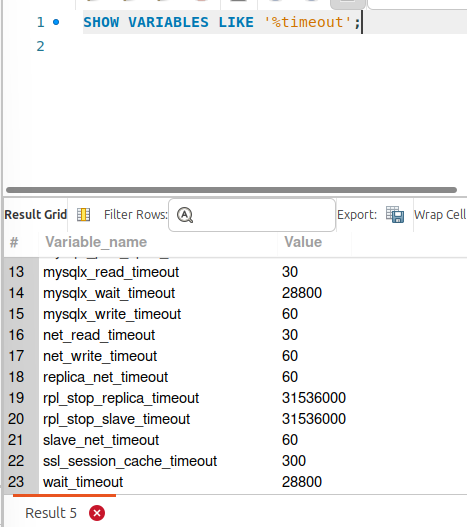 1 SHOW VARIABLES LIKE '%timeout';
2
Result Grid Filter Rows: Export: Wrap Cell
# Variable_name Value
13 mysqlx_read_timeout 30
14 mysqlx_wait_timeout 28800
15 mysqlx_write_timeout 60
16 net_read_timeout 30
17 net_write_timeout 60
18 replica_net_timeout 60
19 rpl_stop_replica_timeout 31536000
20 rpl_stop_slave_timeout 31536000
21 slave_net_timeout 60
22 ssl_session_cache_timeout 300
23 wait_timeout 28800
Result 5